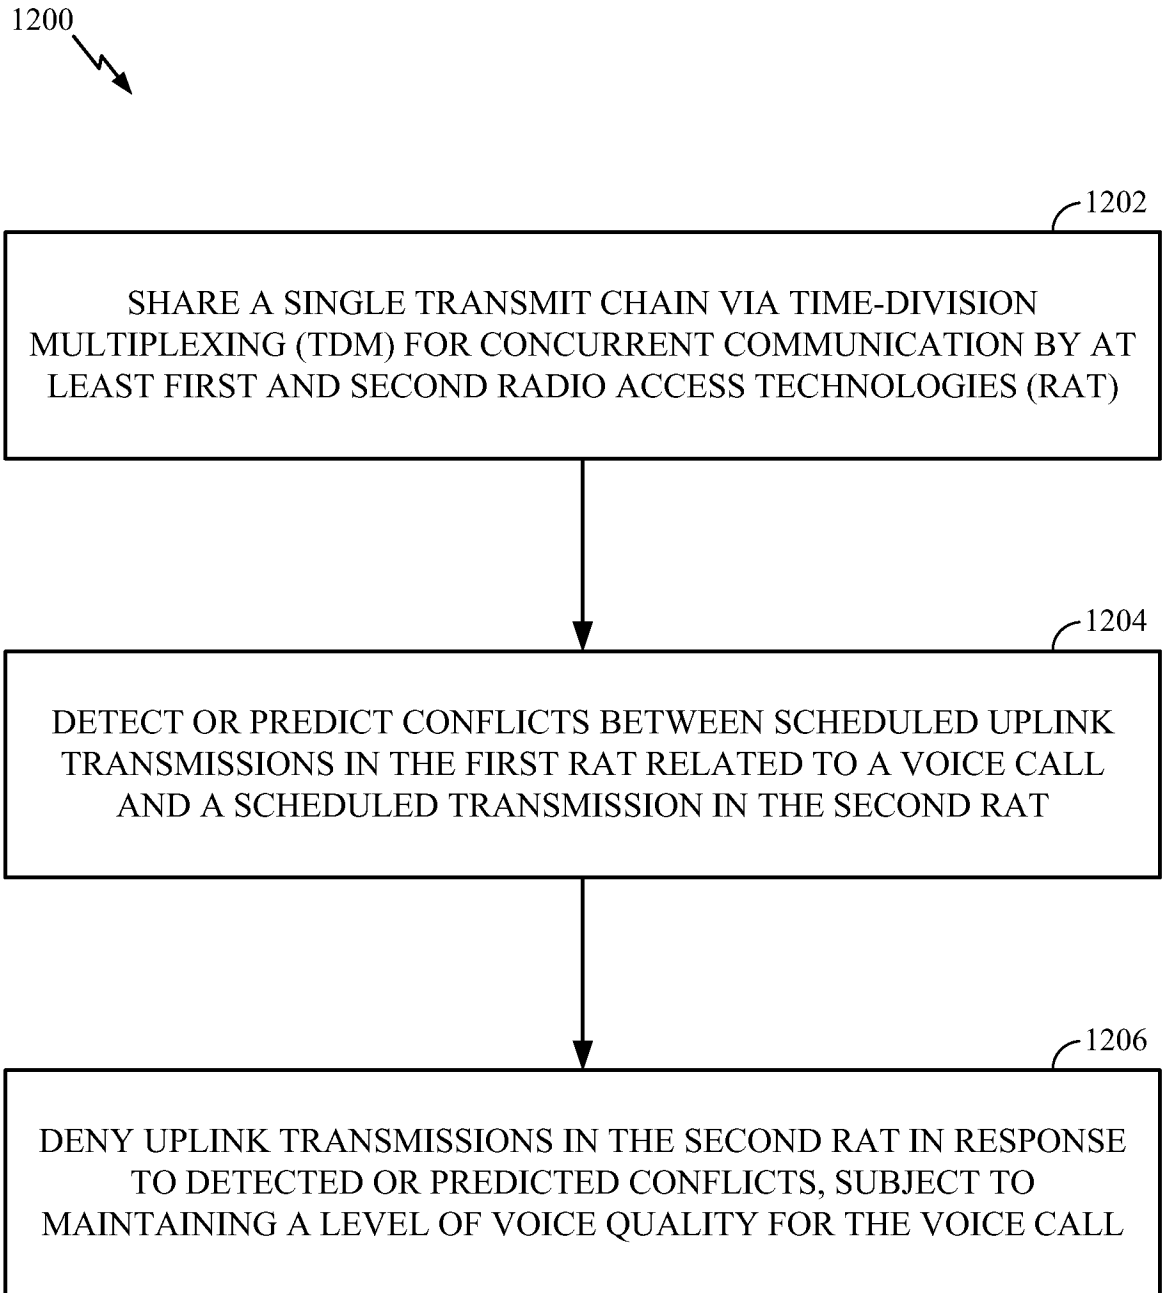 1200
1202
SHARE A SINGLE TRANSMIT CHAIN VIA TIME-DIVISION
MULTIPLEXING (TDM) FOR CONCURRENT COMMUNICATION BY AT
LEAST FIRST AND SECOND RADIO ACCESS TECHNOLOGIES (RAT)
1204
DETECT OR PREDICT CONFLICTS BETWEEN SCHEDULED UPLINK
TRANSMISSIONS IN THE FIRST RAT RELATED TO A VOICE CALL
AND A SCHEDULED TRANSMISSION IN THE SECOND RAT
1206
DENY UPLINK TRANSMISSIONS IN THE SECOND RAT IN RESPONSE
TO DETECTED OR PREDICTED CONFLICTS, SUBJECT TO
MAINTAINING A LEVEL OF VOICE QUALITY FOR THE VOICE CALL